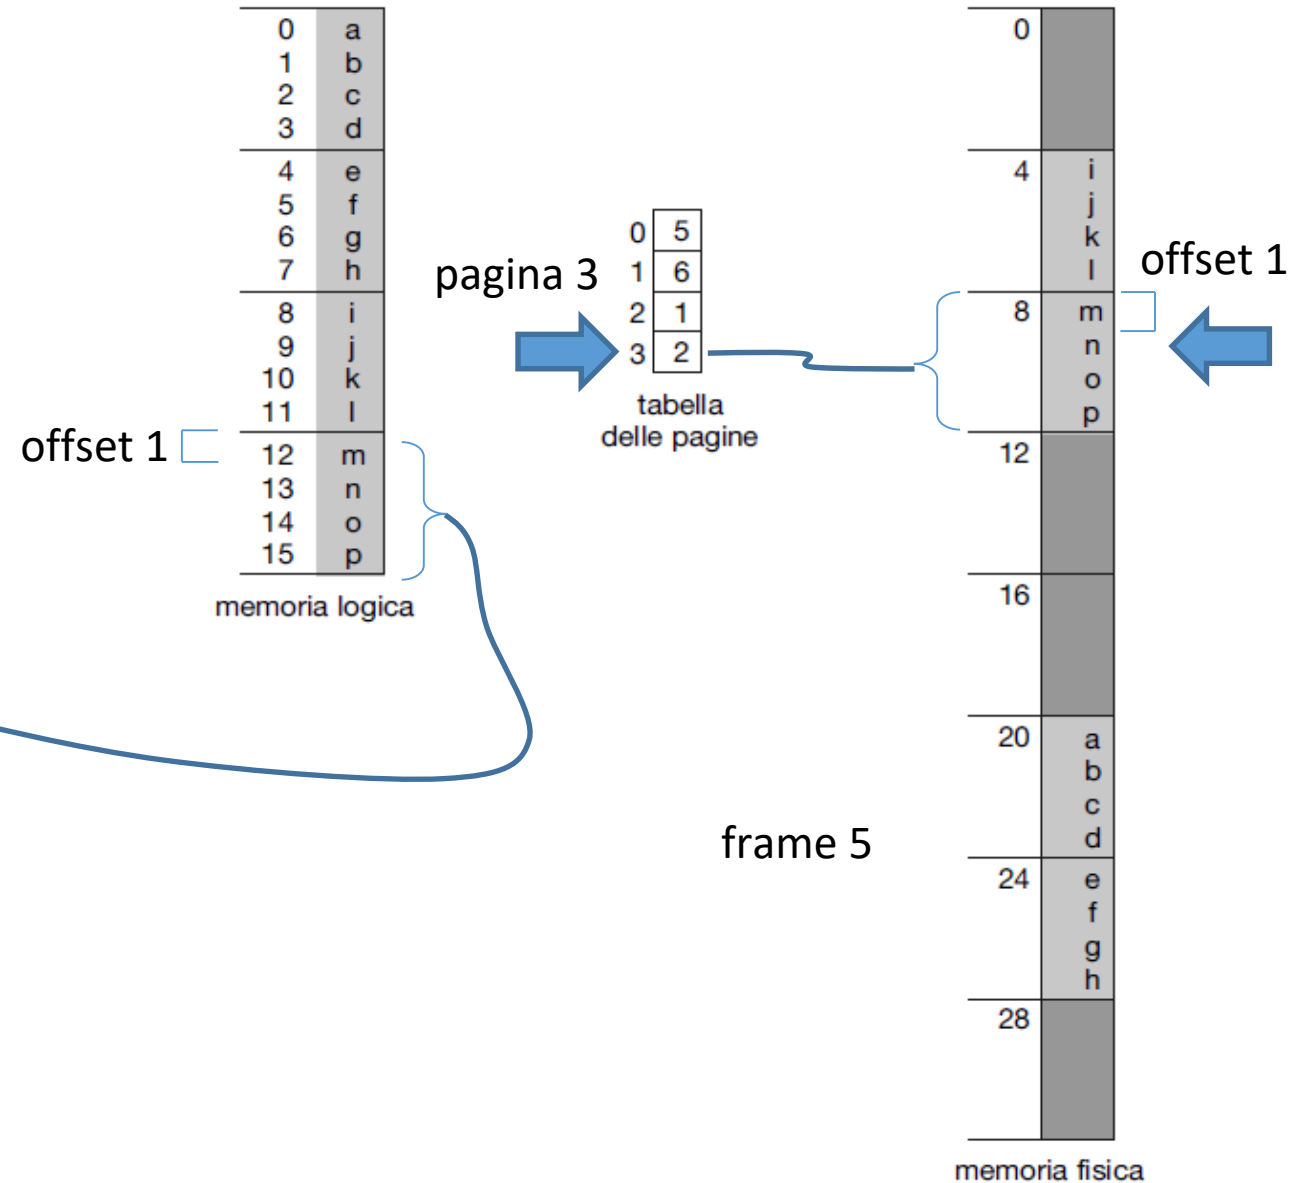 0 a
1 b
2 c
3 d
4 e
5 f
6 g
7 h
8 i
9 j
10 k
11 l
12 m
13 n
14 o
15 p
memoria logica
offset 1
pagina 3
0 5
1 6
2 1
3 2
tabella
delle pagine
0
4 i
j
k
l
8 m
n
o
p
12
16
20 a
b
c
d
24 e
f
g
h
28
memoria fisica
offset 1
frame 5